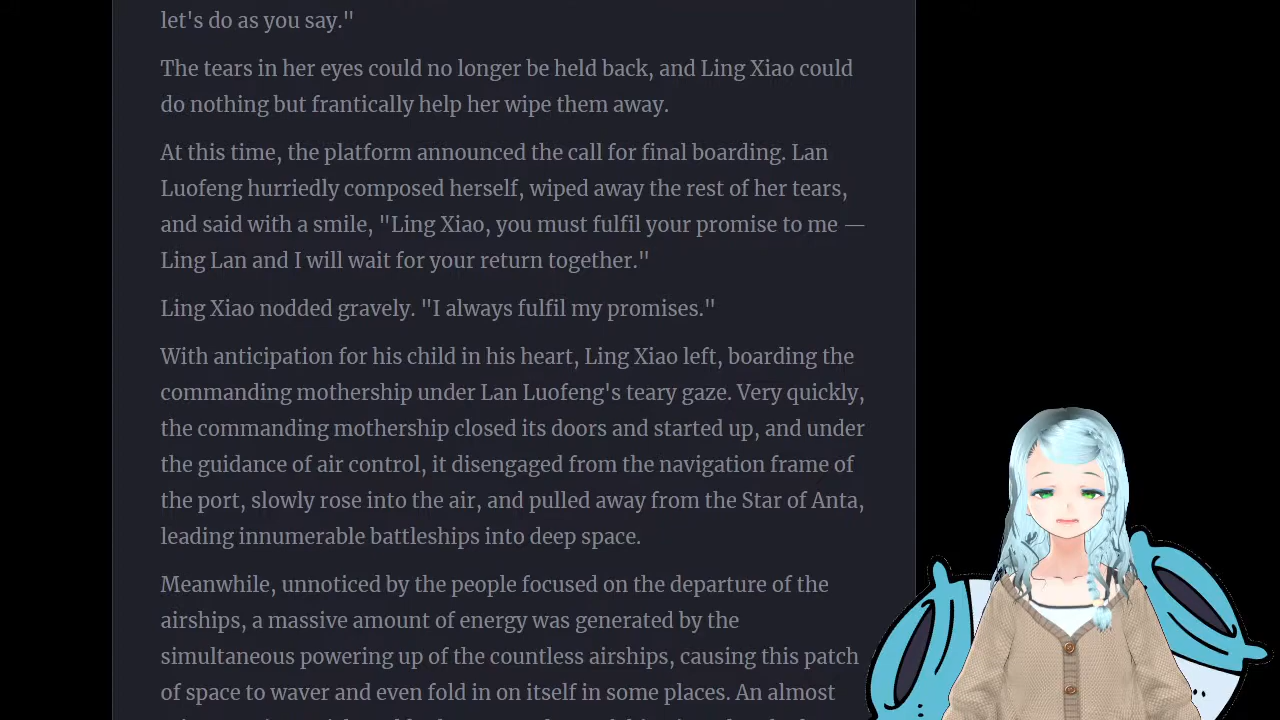 let's do as you say."
The tears in her eyes could no longer be held back, and Ling Xiao could
do nothing but frantically help her wipe them away.
At this time, the platform announced the call for final boarding. Lan
Luofeng hurriedly composed herself, wiped away the rest of her tears,
and said with a smile, "Ling Xiao, you must fulfil your promise to me —
Ling Lan and I will wait for your return together."
Ling Xiao nodded gravely. "I always fulfil my promises."
With anticipation for his child in his heart, Ling Xiao left, boarding the
commanding mothership under Lan Luofeng's teary gaze. Very quickly,
the commanding mothership closed its doors and started up, and under
the guidance of air control, it disengaged from the navigation frame of
the port, slowly rose into the air, and pulled away from the Star of Anta,
leading innumerable battleships into deep space.
Meanwhile, unnoticed by the people focused on the departure of the
airships, a massive amount of energy was generated by the
simultaneous powering up of the countless airships, causing this patch
of space to waver and even fold in on itself in some places. An almost